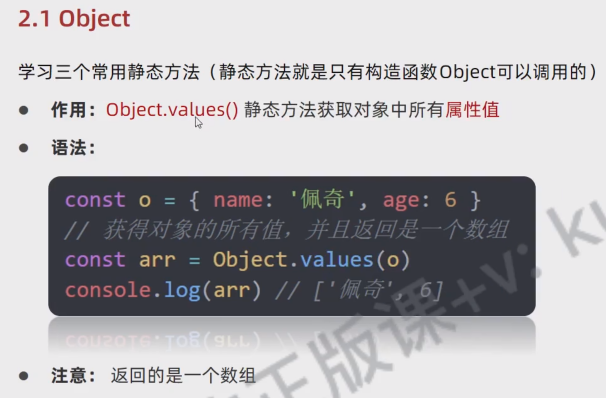 2.1 Object
学习三个常用静态方法（静态方法就是只有构造函数Object可以调用的）
● 作用：Object.values() 静态方法获取对象中所有属性值
● 语法：
const o = { name: '佩奇', age: 6 }
// 获得对象的所有值，并且返回是一个数组
const arr = Object.values(o)
console.log(arr) // ['佩奇', 6]
● 注意： 返回的是一个数组
正版课+v: ku